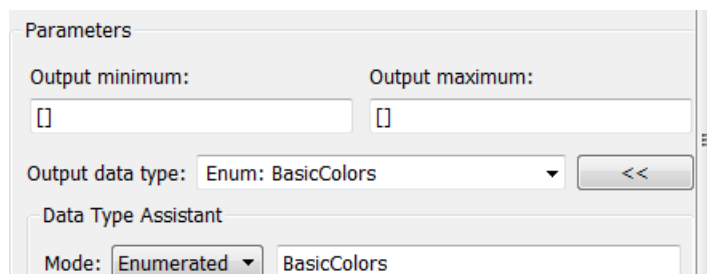 Parameters
Output minimum: Output maximum:
[] []
Output data type: Enum: BasicColors <<
Data Type Assistant
Mode: Enumerated BasicColors